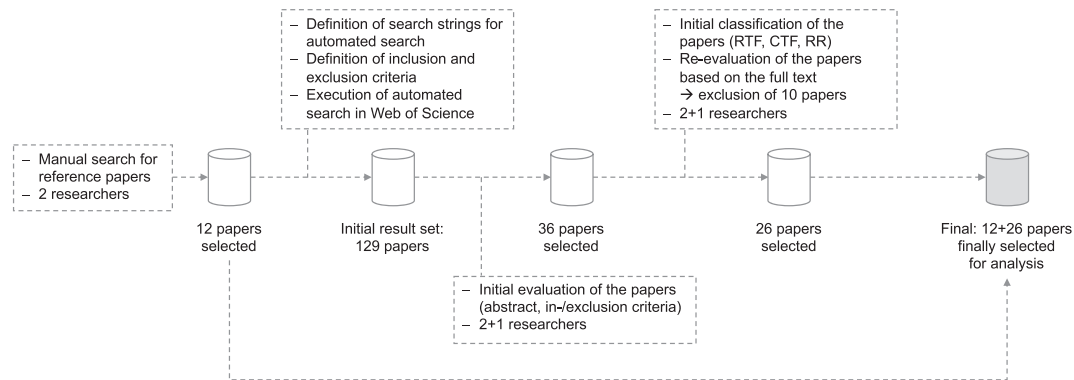 – Definition of search strings for
automated search
– Definition of inclusion and
exclusion criteria
– Execution of automated
search in Web of Science
– Initial classification of the
papers (RTF, CTF, RR)
– Re-evaluation of the papers
based on the full text
→ exclusion of 10 papers
– 2+1 researchers
– Manual search for
reference papers
– 2 researchers
12 papers
selected
Initial result set:
129 papers
36 papers
selected
26 papers
selected
Final: 12+26 papers
finally selected
for analysis
– Initial evaluation of the papers
(abstract, in-/exclusion criteria)
– 2+1 researchers